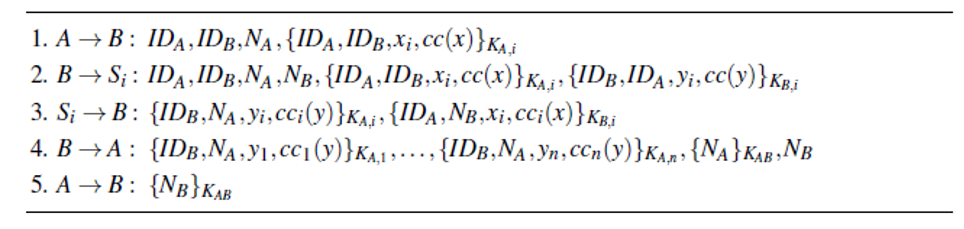 1. A → B : ID_A, ID_B, N_A, {ID_A, ID_B, x_i, cc(x)}_{K_{A,i}}
2. B → S_i : ID_A, ID_B, N_A, N_B, {ID_A, ID_B, x_i, cc(x)}_{K_{A,i}}, {ID_B, ID_A, y_i, cc(y)}_{K_{B,i}}
3. S_i → B : {ID_B, N_A, y_i, cc_i(y)}_{K_{A,i}}, {ID_A, N_B, x_i, cc_i(x)}_{K_{B,i}}
4. B → A : {ID_B, N_A, y_1, cc_1(y)}_{K_{A,1}}, ..., {ID_B, N_A, y_n, cc_n(y)}_{K_{A,n}}, {N_A}_{K_{AB}}, N_B
5. A → B : {N_B}_{K_{AB}}